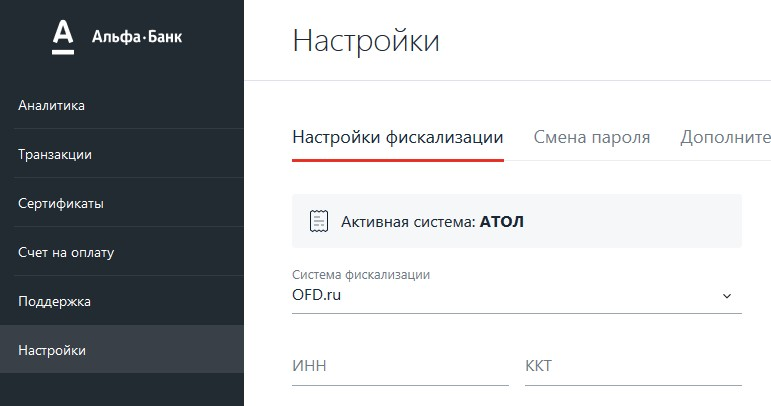 Альфа·Банк
Настройки
Аналитика
Транзакции
Сертификаты
Счет на оплату
Поддержка
Настройки
Настройки фискализации
Смена пароля
Дополните
Активная система: АТОЛ
Система фискализации
OFD.ru
ИНН
ККТ